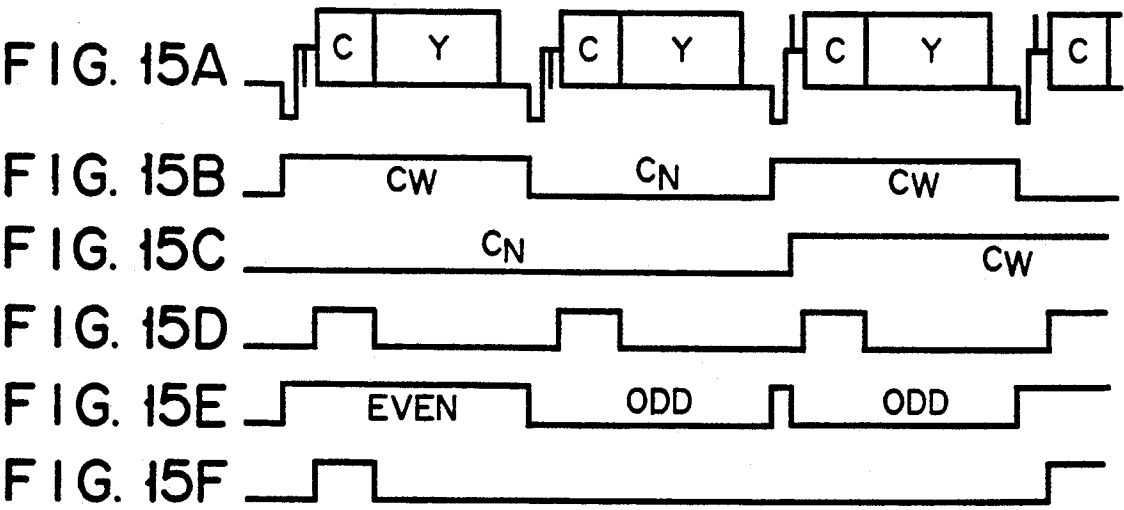 FIG. 15A C Y C Y C Y C
FIG. 15B CW CN CW
FIG. 15C CN CW
FIG. 15D
FIG. 15E EVEN ODD ODD
FIG. 15F